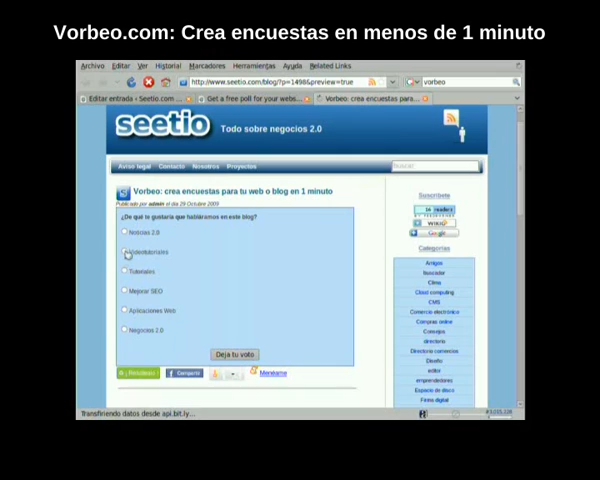 Vorbeo.com: Crea encuestas en menos de 1 minuto
Archivo Editar Ver Historial Marcadores Herramientas Ayuda Related Links
http://www.seetio.com/blog/?p=1498&preview=true
vorbeo
Editar entrada ‹ Seetio.com ...
Get a free poll for your webs...
Vorbeo: crea encuestas para...
seetio
Todo sobre negocios 2.0
Aviso legal Contacto Nosotros Proyectos
Buscar
Vorbeo: crea encuestas para tu web o blog en 1 minuto
Publicado por admin el día 29 Octubre 2009
¿De qué te gustaría que habláramos en este blog?
Noticias 2.0
Videotutoriales
Tutoriales
Mejorar SEO
Aplicaciones Web
Negocios 2.0
Deja tu voto
Compartir
Menéame
Suscríbete
16 readers
Google
Categorías
Amigos
buscador
Cloud computing
CMS
Comercio electrónico
Compras online
Consejos
directorio
Directorio comercios
Diseño
editor
emprendedores
Espacio de disco
Firma digital
Transfiriendo datos desde api.bit.ly...